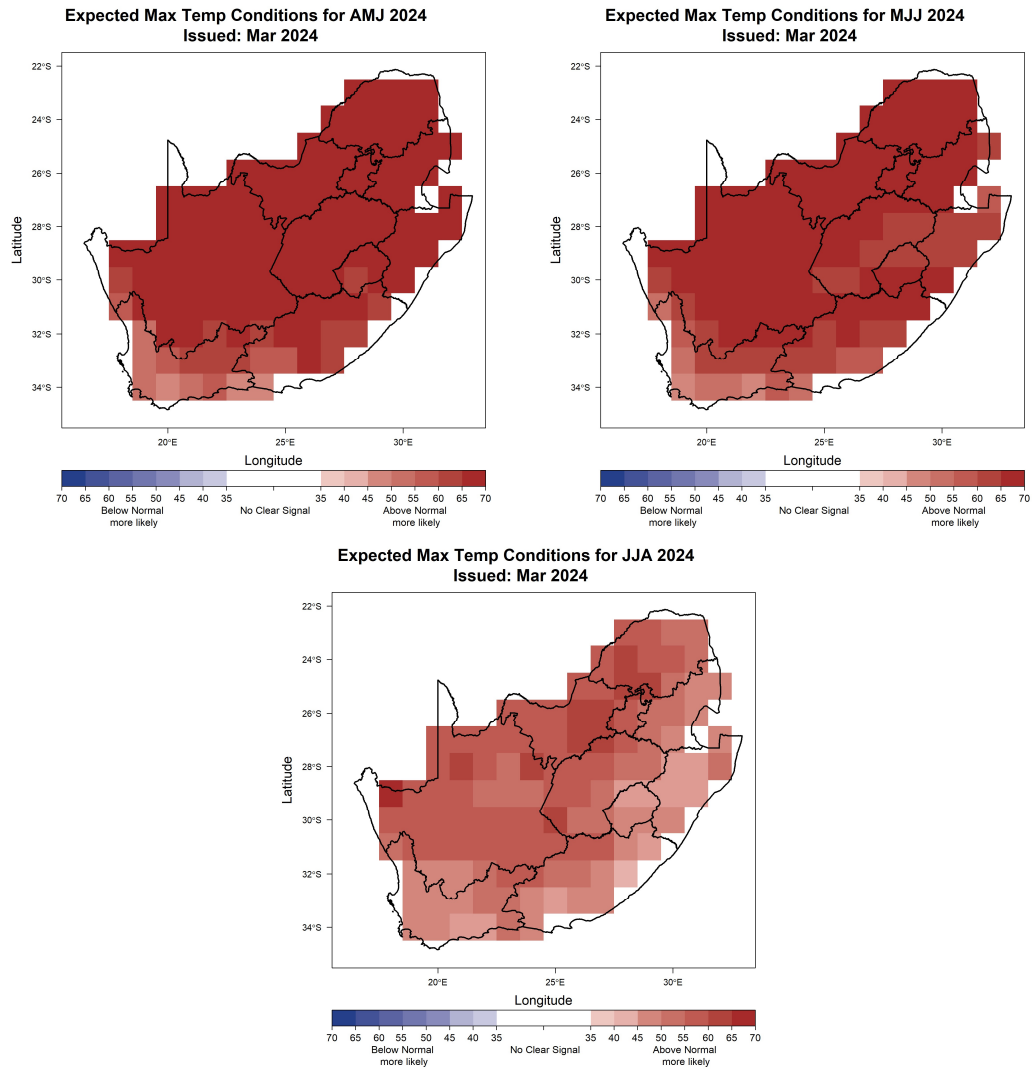 Expected Max Temp Conditions for AMJ 2024
Issued: Mar 2024
22°S
24°S
26°S
28°S
30°S
32°S
34°S
Latitude
20°E 25°E 30°E
Longitude
70 65 60 55 50 45 40 35 35 40 45 50 55 60 65 70
Below Normal
more likely
No Clear Signal
Above Normal
more likely
Expected Max Temp Conditions for MJJ 2024
Issued: Mar 2024
22°S
24°S
26°S
28°S
30°S
32°S
34°S
Latitude
20°E 25°E 30°E
Longitude
70 65 60 55 50 45 40 35 35 40 45 50 55 60 65 70
Below Normal
more likely
No Clear Signal
Above Normal
more likely
Expected Max Temp Conditions for JJA 2024
Issued: Mar 2024
22°S
24°S
26°S
28°S
30°S
32°S
34°S
Latitude
20°E 25°E 30°E
Longitude
70 65 60 55 50 45 40 35 35 40 45 50 55 60 65 70
Below Normal
more likely
No Clear Signal
Above Normal
more likely